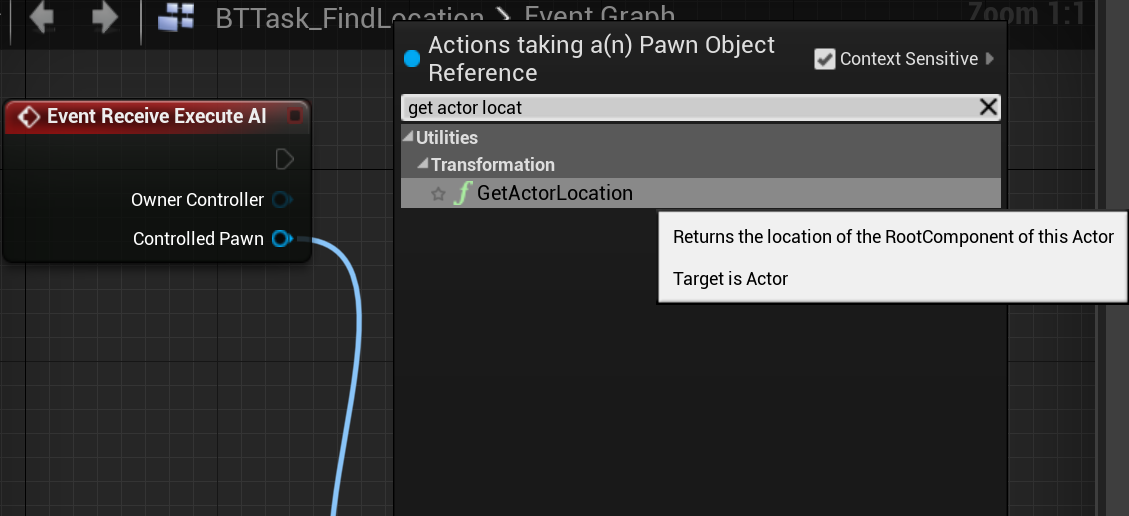 BTTask_FindLocation > Event Graph
Zoom 1:1
Actions taking a(n) Pawn Object
Reference
Context Sensitive
get actor locat
Event Receive Execute AI
Utilities
Transformation
f GetActorLocation
Owner Controller
Controlled Pawn
Returns the location of the RootComponent of this Actor
Target is Actor